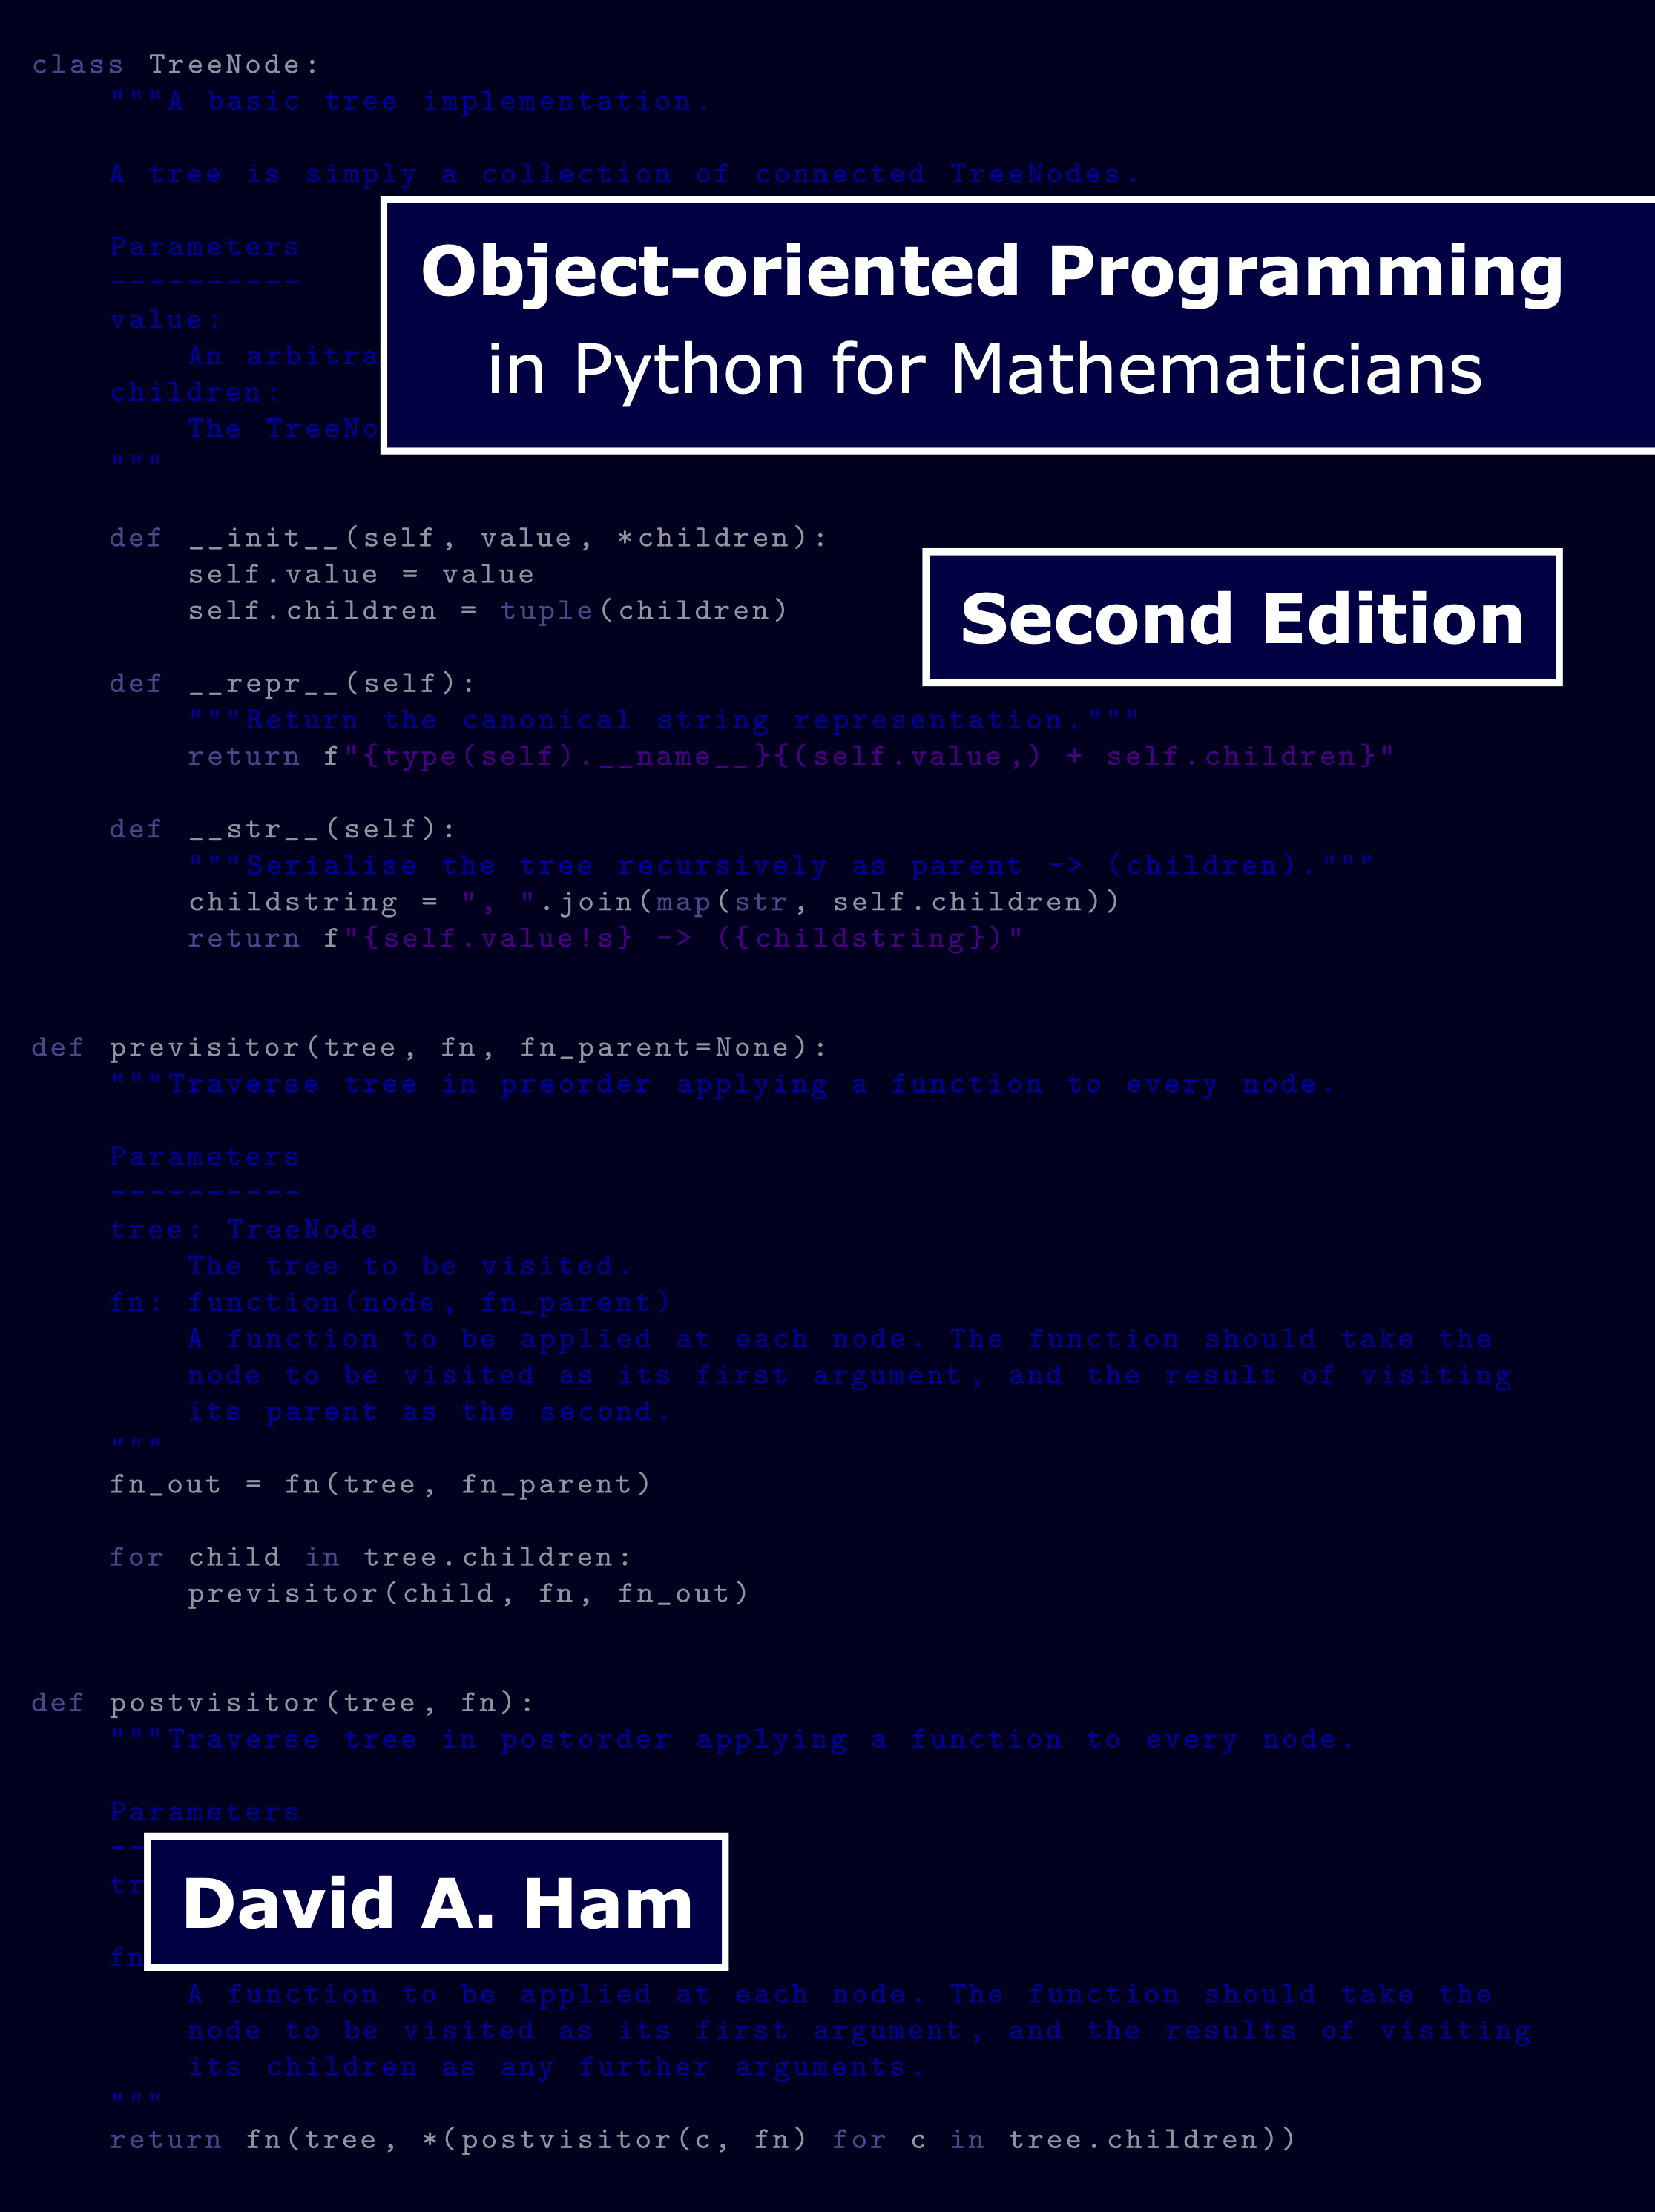 class TreeNode:
    """A basic tree implementation.

    A tree is simply a collection of connected TreeNodes.

    Parameters
    ----------
    value:
        An
    children:
        The
    """
Object-oriented Programming
in Python for Mathematicians

    def __init__(self, value, *children):
        self.value = value
        self.children = tuple(children)
Second Edition

    def __repr__(self):
        """Return the canonical string representation."""
        return f"{type(self).__name__}{(self.value,) + self.children}"

    def __str__(self):
        """Serialise the tree recursively as parent -> (children)."""
        childstring = ", ".join(map(str, self.children))
        return f"{self.value!s} -> ({childstring})"


def previsitor(tree, fn, fn_parent=None):
    """Traverse tree in preorder applying a function to every node.

    Parameters
    ----------
    tree: TreeNode
        The tree to be visited.
    fn: function(node, fn_parent)
        A function to be applied at each node. The function should take the
        node to be visited as its first argument, and the result of visiting
        its parent as the second.
    """
    fn_out = fn(tree, fn_parent)

    for child in tree.children:
        previsitor(child, fn, fn_out)


def postvisitor(tree, fn):
    """Traverse tree in postorder applying a function to every node.

    Parameters
    --
David A. Ham
    fn
        A function to be applied at each node. The function should take the
        node to be visited as its first argument, and the results of visiting
        its children as any further arguments.
    """
    return fn(tree, *(postvisitor(c, fn) for c in tree.children))